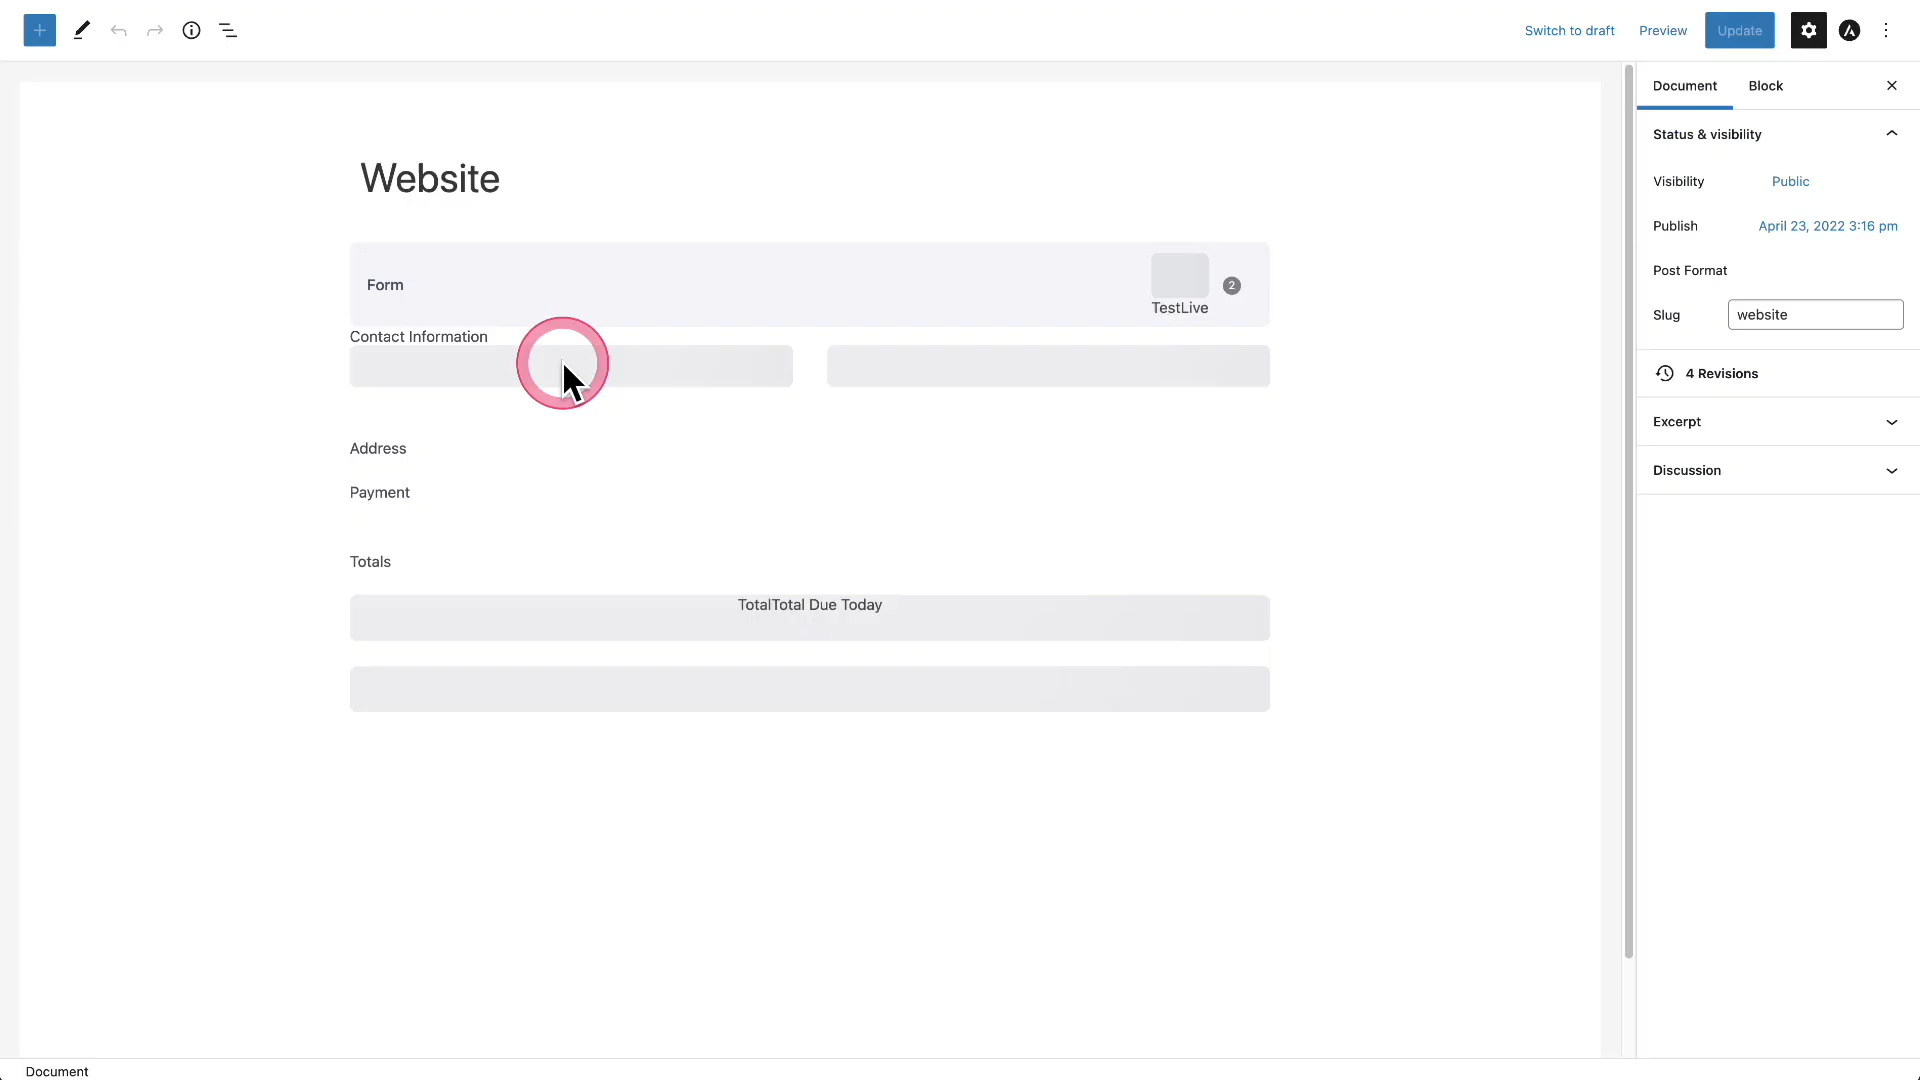 Switch to draft
Preview
Update
Document
Block
Status & visibility
Visibility
Public
Publish
April 23, 2022 3:16 pm
Post Format
Slug
website
4 Revisions
Excerpt
Discussion
Website
Form
2
TestLive
Contact Information
Address
Payment
Totals
TotalTotal Due Today
Document